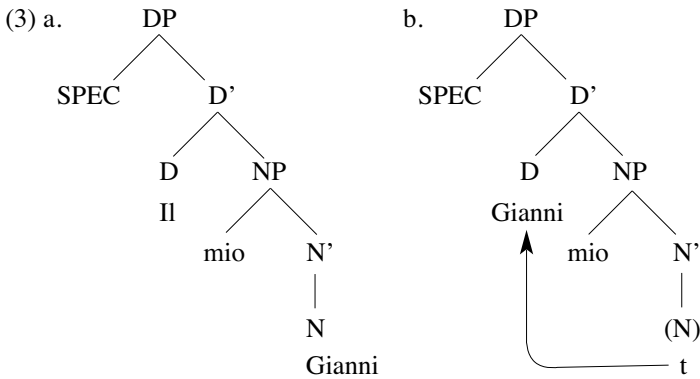 (3) a. DP b. DP
SPEC D’ SPEC D’
D NP D NP
Il Gianni
mio N’ mio N’
N (N)
Gianni t